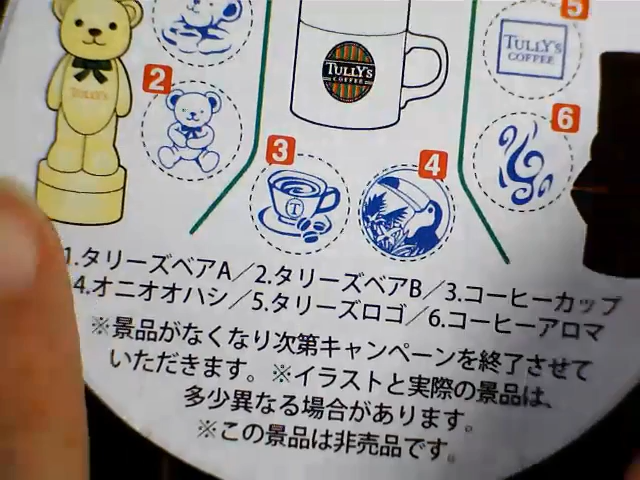 5
TULLY'S
COFFEE
TULLY'S
COFFEE
TULLY'S
2
6
3
4
T
1.タリーズベアA／2.タリーズベアB／3.コーヒーカップ
4.オニオオハシ／5.タリーズロゴ／6.コーヒーアロマ
※景品がなくなり次第キャンペーンを終了させて
いただきます。※イラストと実際の景品は、
多少異なる場合があります。
※この景品は非売品です。